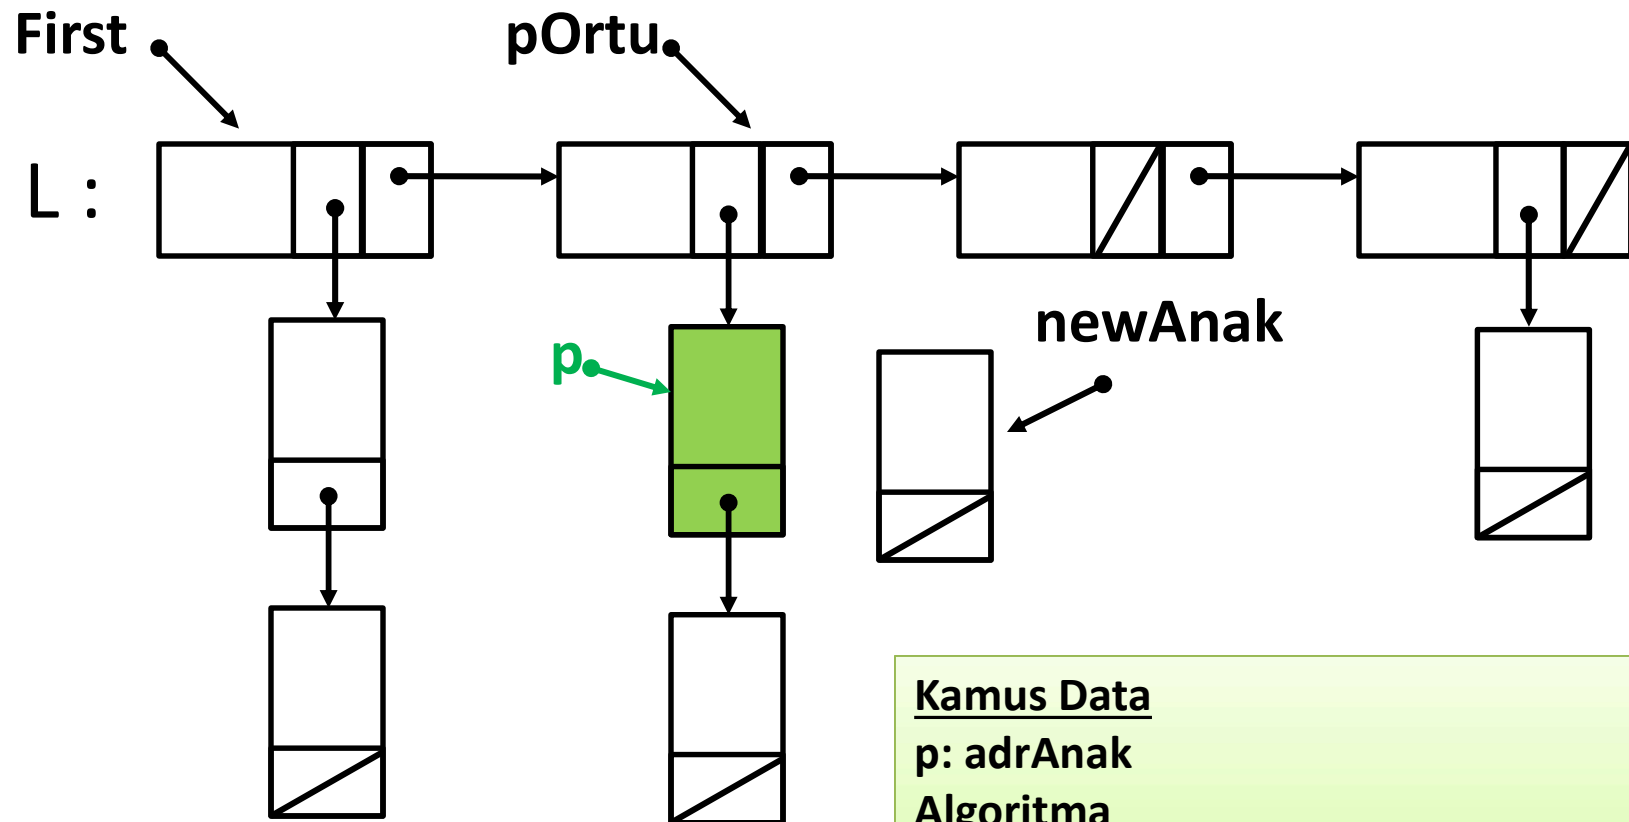 First
pOrtu
L :
newAnak
p
Kamus Data
p: adrAnak
Algoritma